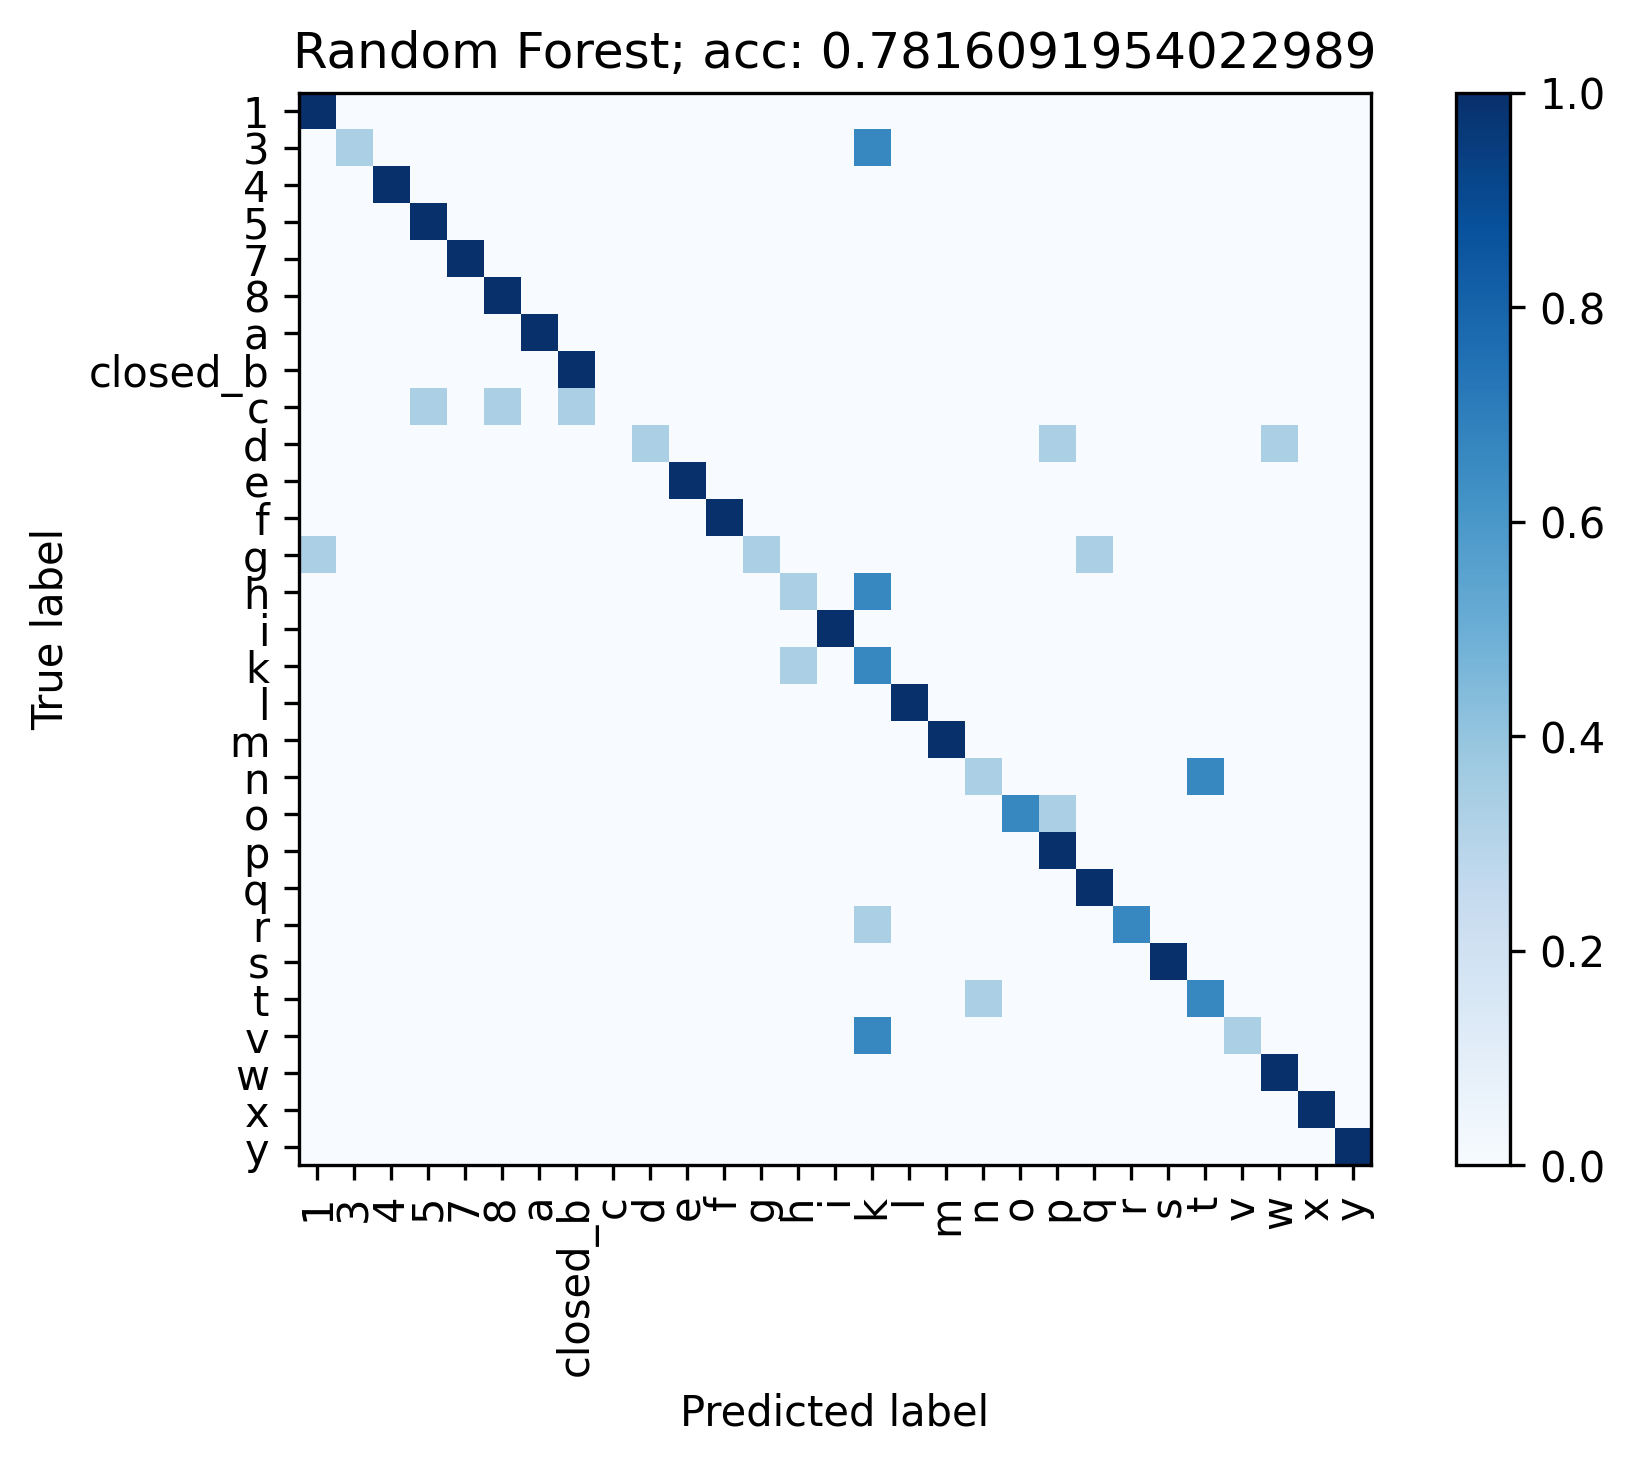 Random Forest; acc: 0.7816091954022989
True label
1
3
4
5
7
8
a
closed_b
c
d
e
f
g
h
i
k
l
m
n
o
p
q
r
s
t
v
w
x
y
1 3 4 5 7 8 a closed_b c d e f g h i k l m n o p q r s t v w x y
Predicted label
1.0
0.8
0.6
0.4
0.2
0.0